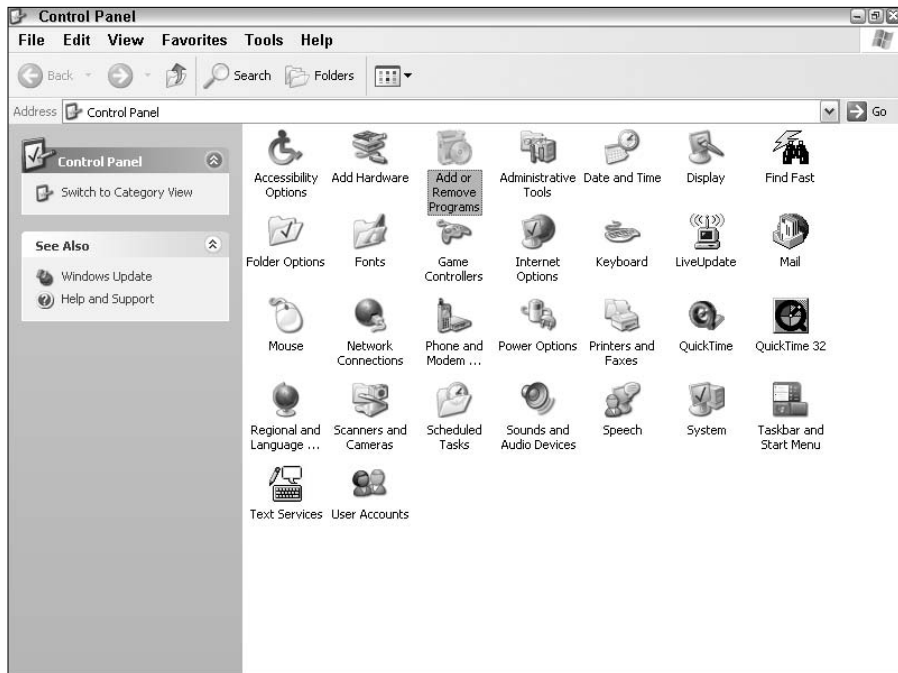 Control Panel
File Edit View Favorites Tools Help
Back Search Folders
Address Control Panel Go
Control Panel
Switch to Category View
See Also
Windows Update
Help and Support
Accessibility
Options
Add Hardware
Add or
Remove
Programs
Administrative
Tools
Date and Time
Display
Find Fast
Folder Options
Fonts
Game
Controllers
Internet
Options
Keyboard
LiveUpdate
Mail
Mouse
Network
Connections
Phone and
Modem ...
Power Options
Printers and
Faxes
QuickTime
QuickTime 32
Regional and
Language ...
Scanners and
Cameras
Scheduled
Tasks
Sounds and
Audio Devices
Speech
System
Taskbar and
Start Menu
Text Services
User Accounts